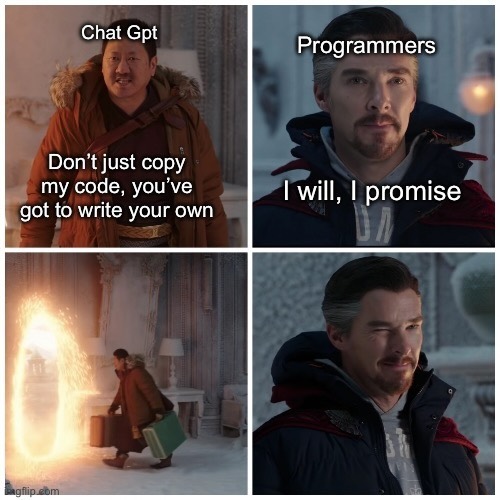 Chat Gpt
Don't just copy
my code, you've
got to write your own
Programmers
I will, I promise
imgflip.com